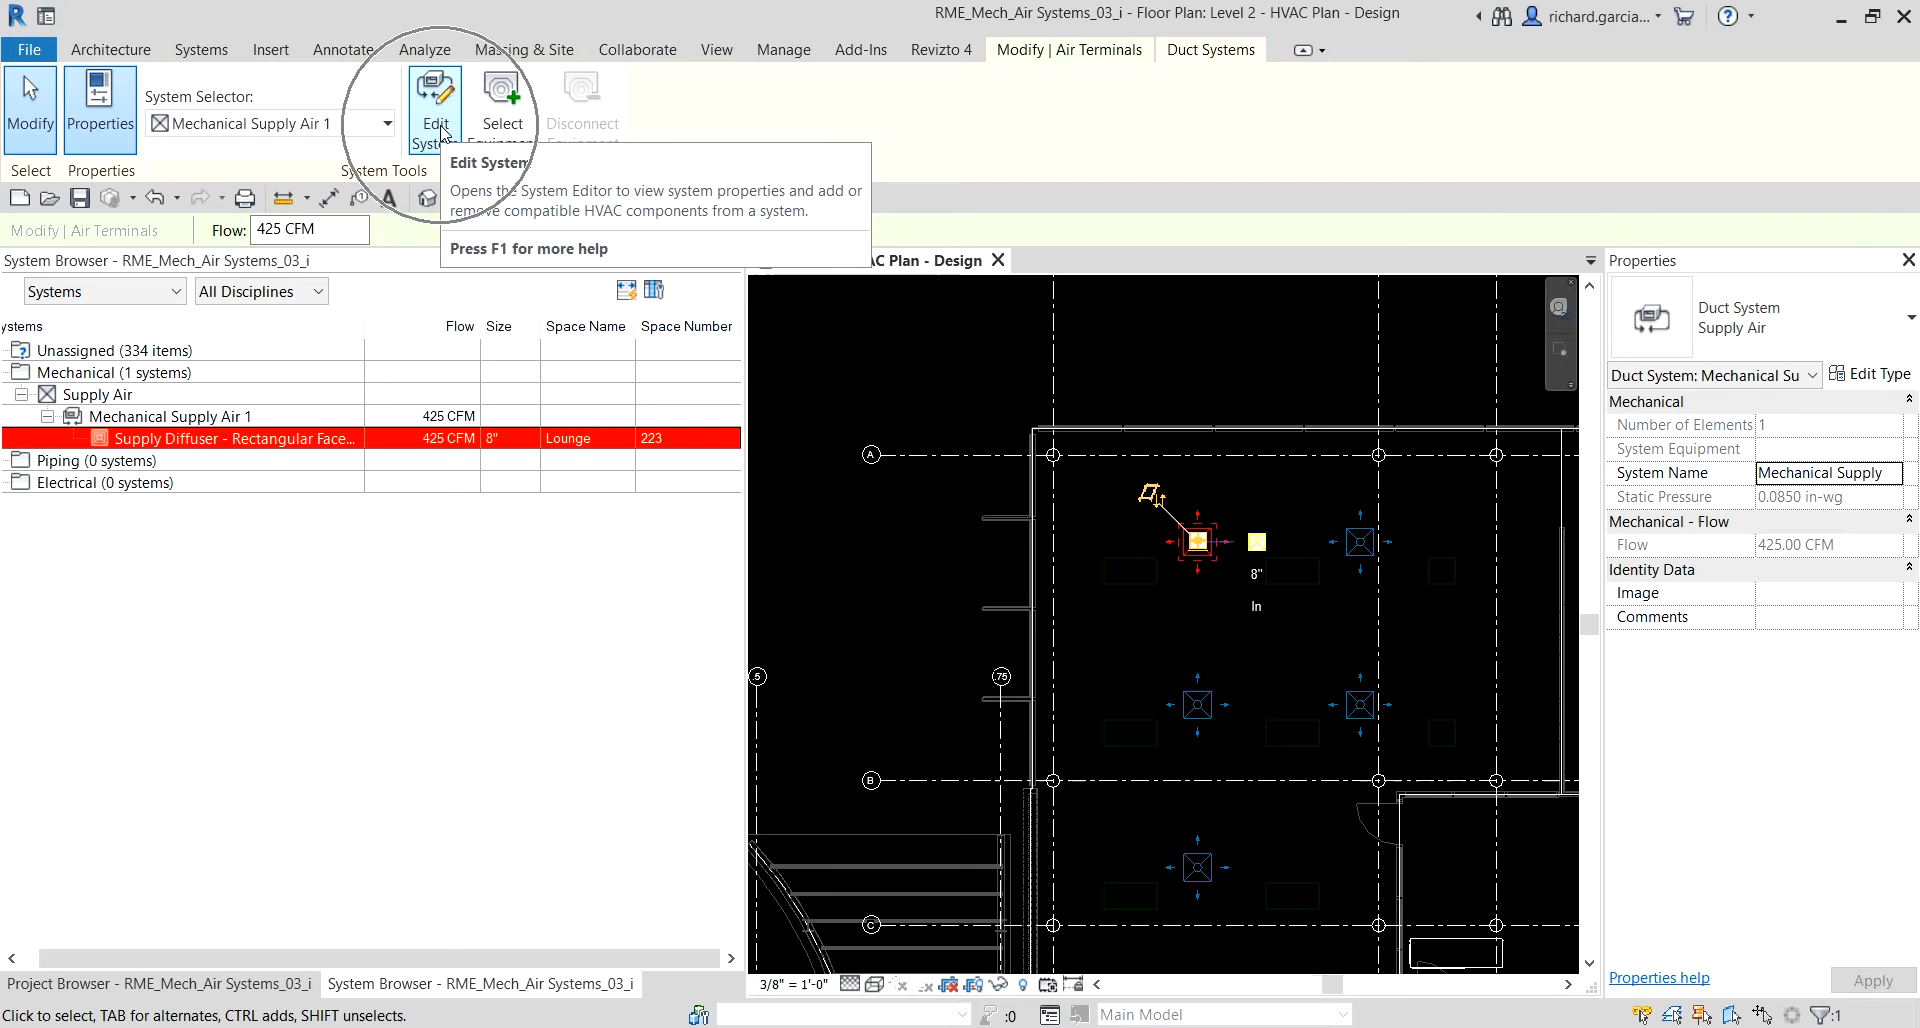 RME_Mech_Air Systems_03_i - Floor Plan: Level 2 - HVAC Plan - Design
richard.garcia...
File Architecture Systems Insert Annotate Analyze Massing & Site Collaborate View Manage Add-Ins Revizto 4 Modify | Air Terminals Duct Systems
System Selector:
Modify Properties Mechanical Supply Air 1 Edit Select Disconnect
Select Properties System Tools
Edit System
Opens the System Editor to view system properties and add or
remove compatible HVAC components from a system.
Press F1 for more help
Modify | Air Terminals Flow: 425 CFM
System Browser - RME_Mech_Air Systems_03_i
AC Plan - Design
Systems All Disciplines
ystems Flow Size Space Name Space Number
Unassigned (334 items)
Mechanical (1 systems)
Supply Air
Mechanical Supply Air 1 425 CFM
Supply Diffuser - Rectangular Face... 425 CFM 8" Lounge 223
Piping (0 systems)
Electrical (0 systems)
A
8"
In
.5
.75
B
C
Properties
Duct System
Supply Air
Duct System: Mechanical Su Edit Type
Mechanical
Number of Elements 1
System Equipment
System Name Mechanical Supply
Static Pressure 0.0850 in-wg
Mechanical - Flow
Flow 425.00 CFM
Identity Data
Image
Comments
Properties help Apply
Project Browser - RME_Mech_Air Systems_03_i System Browser - RME_Mech_Air Systems_03_i
3/8" = 1'-0"
Click to select, TAB for alternates, CTRL adds, SHIFT unselects.
:0 Main Model :1